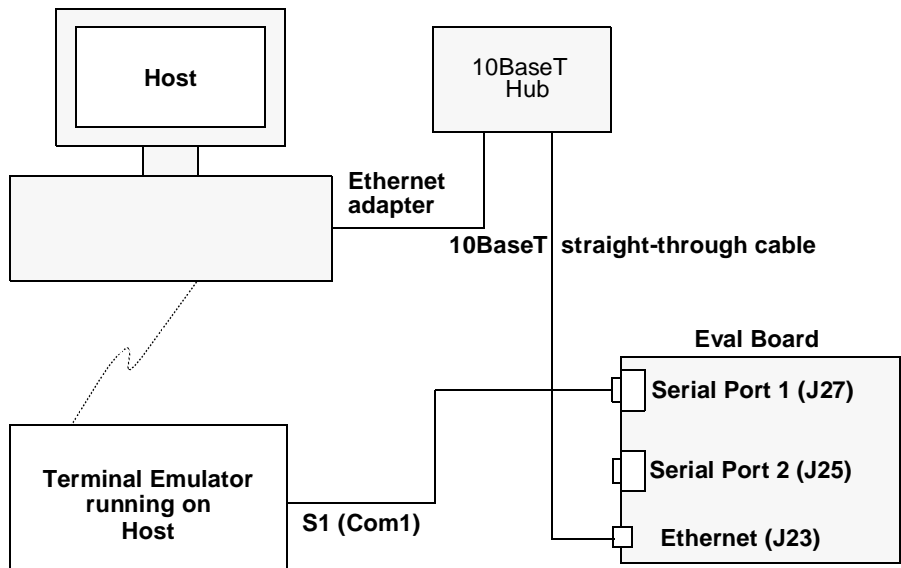 Host
10BaseT
Hub
Ethernet
adapter
10BaseT straight-through cable
Eval Board
Serial Port 1 (J27)
Serial Port 2 (J25)
Ethernet (J23)
Terminal Emulator
running on
Host
S1 (Com1)